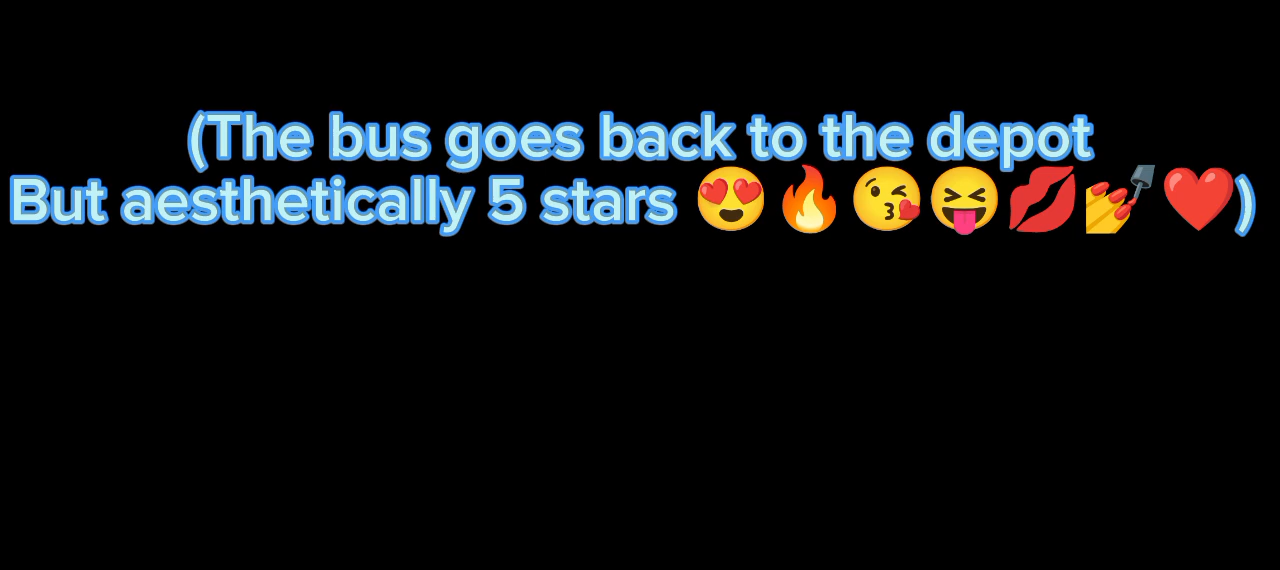 (The bus goes back to the depot
But aesthetically 5 stars 😍🔥😘😝💋💅❤️)